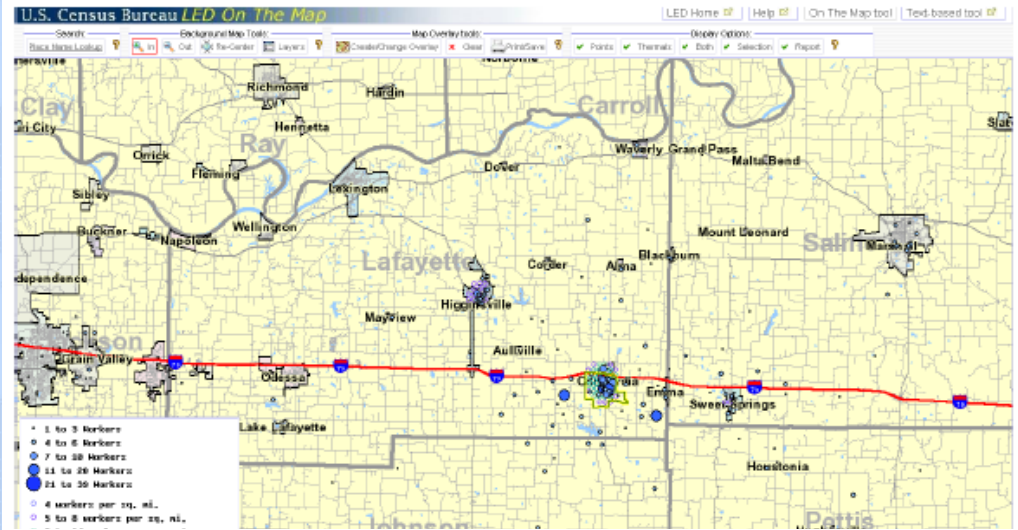 U.S. Census Bureau LED On The Map
LED Home Help On The Map tool Text-based tool
Search: Background Map Tools: Map Overlay tools: Display Options:
Place Name Lookup ? In Out Re-Center Layers ? Create/Change Overlay Clear Print/Save ? Points Thermals Both Selection Report ?
Richmond
Hardin
Clay
Carroll
Henrietta
Ray
Orrick
Waverly Grand Pass
Malta Bend
Dover
Fleming
Lexington
Sibley
Wellington
Buckner
Napoleon
Mount Leonard
Blackburn
Lafayette
Corder
Alma
Higginsville
Mayview
Aullville
Grain Valley
Odessa
Emma
Sweet Springs
Lake Lafayette
1 to 3 Workers
4 to 6 Workers
7 to 10 Workers
11 to 20 Workers
21 to 30 Workers
Houstonia
4 workers per sq. mi.
5 to 8 workers per sq. mi.
Johnson
Pettis